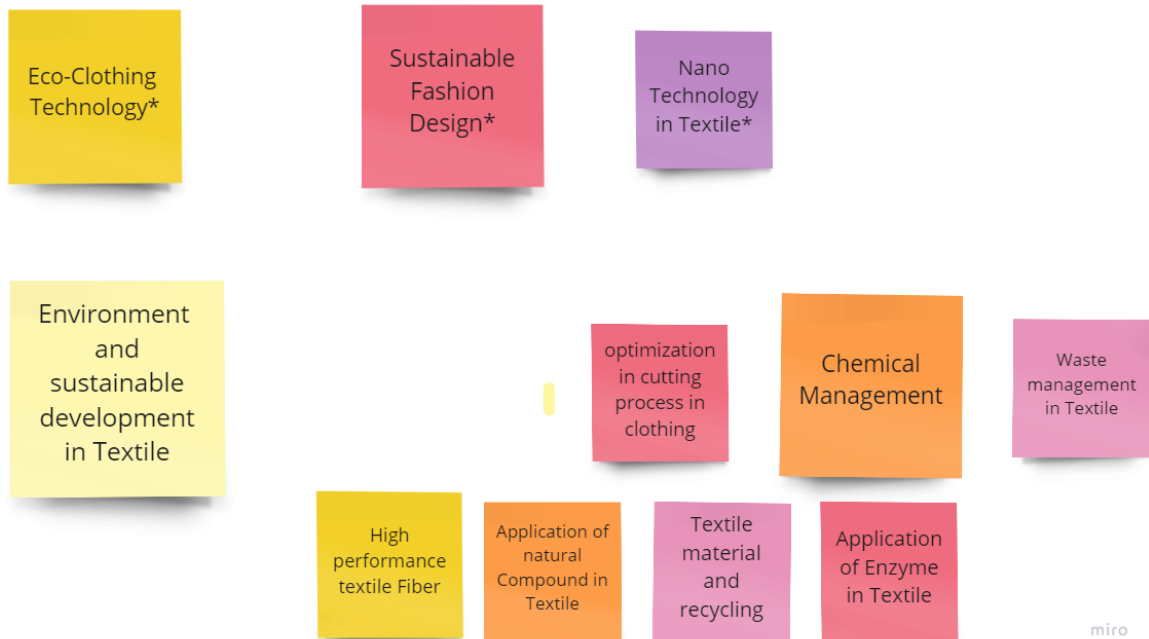 Eco-Clothing
Technology*
Sustainable
Fashion
Design*
Nano
Technology
in Textile*
Environment
and
sustainable
development
in Textile
optimization
in cutting
process in
clothing
Chemical
Management
Waste
management
in Textile
High
performance
textile Fiber
Application of
natural
Compound in
Textile
Textile
material
and
recycling
Application
of Enzyme
in Textile
miro